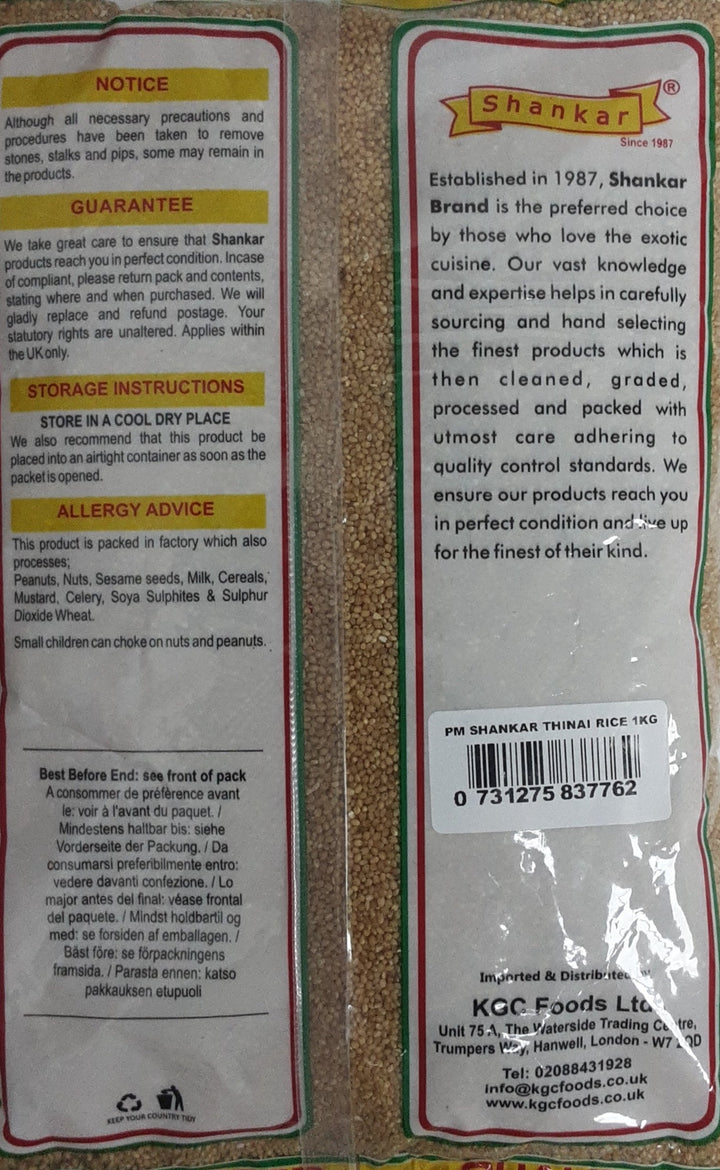 NOTICE
Although all necessary precautions and
procedures have been taken to remove
stones, stalks and pips, some may remain in
the products.
GUARANTEE
We take great care to ensure that Shankar
products reach you in perfect condition. Incase
of compliant, please return pack and contents,
stating where and when purchased. We will
gladly replace and refund postage. Your
statutory rights are unaltered. Applies within
the UK only.
STORAGE INSTRUCTIONS
STORE IN A COOL DRY PLACE
We also recommend that this product be
placed into an airtight container as soon as the
packet is opened.
ALLERGY ADVICE
This product is packed in factory which also
processes;
Peanuts, Nuts, Sesame seeds, Milk, Cereals,
Mustard, Celery, Soya Sulphites & Sulphur
Dioxide Wheat.
Small children can choke on nuts and peanuts.
Best Before End: see front of pack
A consommer de préférence avant
le: voir à l'avant du paquet. /
Mindestens haltbar bis: siehe
Vorderseite der Packung. / Da
consumarsi preferibilmente entro:
vedere davanti confezione. / Lo
major antes del final: véase frontal
del paquete. / Mindst holdbartil og
med: se forsiden af emballagen. /
Bäst före: se förpackningens
framsida. / Parasta ennen: katso
pakkauksen etupuoli
KEEP YOUR COUNTRY TIDY
Shankar ®
Since 1987
Established in 1987, Shankar
Brand is the preferred choice
by those who love the exotic
cuisine. Our vast knowledge
and expertise helps in carefully
sourcing and hand selecting
the finest products which is
then cleaned, graded,
processed and packed with
utmost care adhering to
quality control standards. We
ensure our products reach you
in perfect condition and live up
for the finest of their kind.
PM SHANKAR THINAI RICE 1KG
0 731275 837762
Imported & Distributed by
KGC Foods Ltd
Unit 75 A, The Waterside Trading Centre,
Trumpers Way, Hanwell, London - W7
Tel: 02088431928
info@kgcfoods.co.uk
www.kgcfoods.co.uk